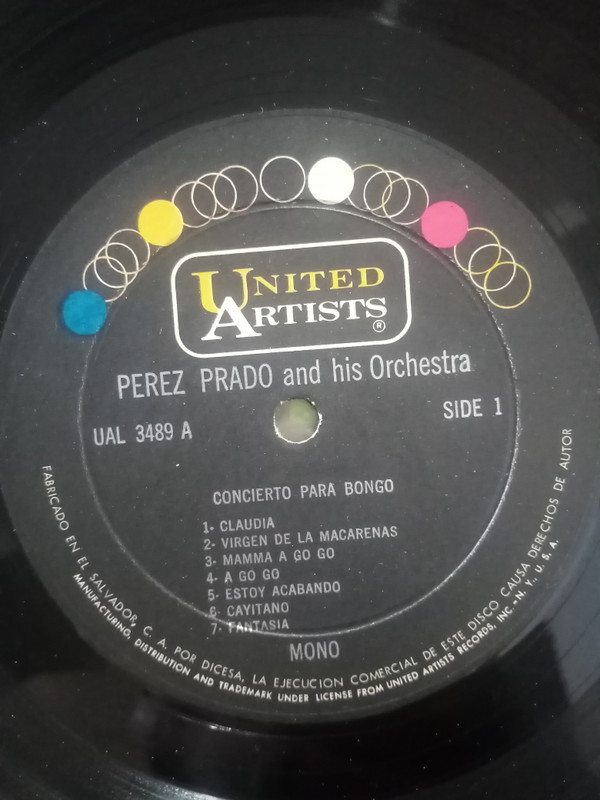 UNITED
ARTISTS
®
PEREZ PRADO and his Orchestra
UAL 3489 A
SIDE 1
CONCIERTO PARA BONGO
1- CLAUDIA
2- VIRGEN DE LA MACARENAS
3- MAMMA A GO GO
4- A GO GO
5- ESTOY ACABANDO
6- CAYITANO
7- FANTASIA
MONO
FABRICADO EN EL SALVADOR, C. A. POR DICESA, LA EJECUCION COMERCIAL DE ESTE DISCO CAUSA DERECHOS DE AUTOR
MANUFACTURING, DISTRIBUTION AND TRADEMARK UNDER LICENSE FROM UNITED ARTISTS RECORDS, INC - N. Y., U. S. A.